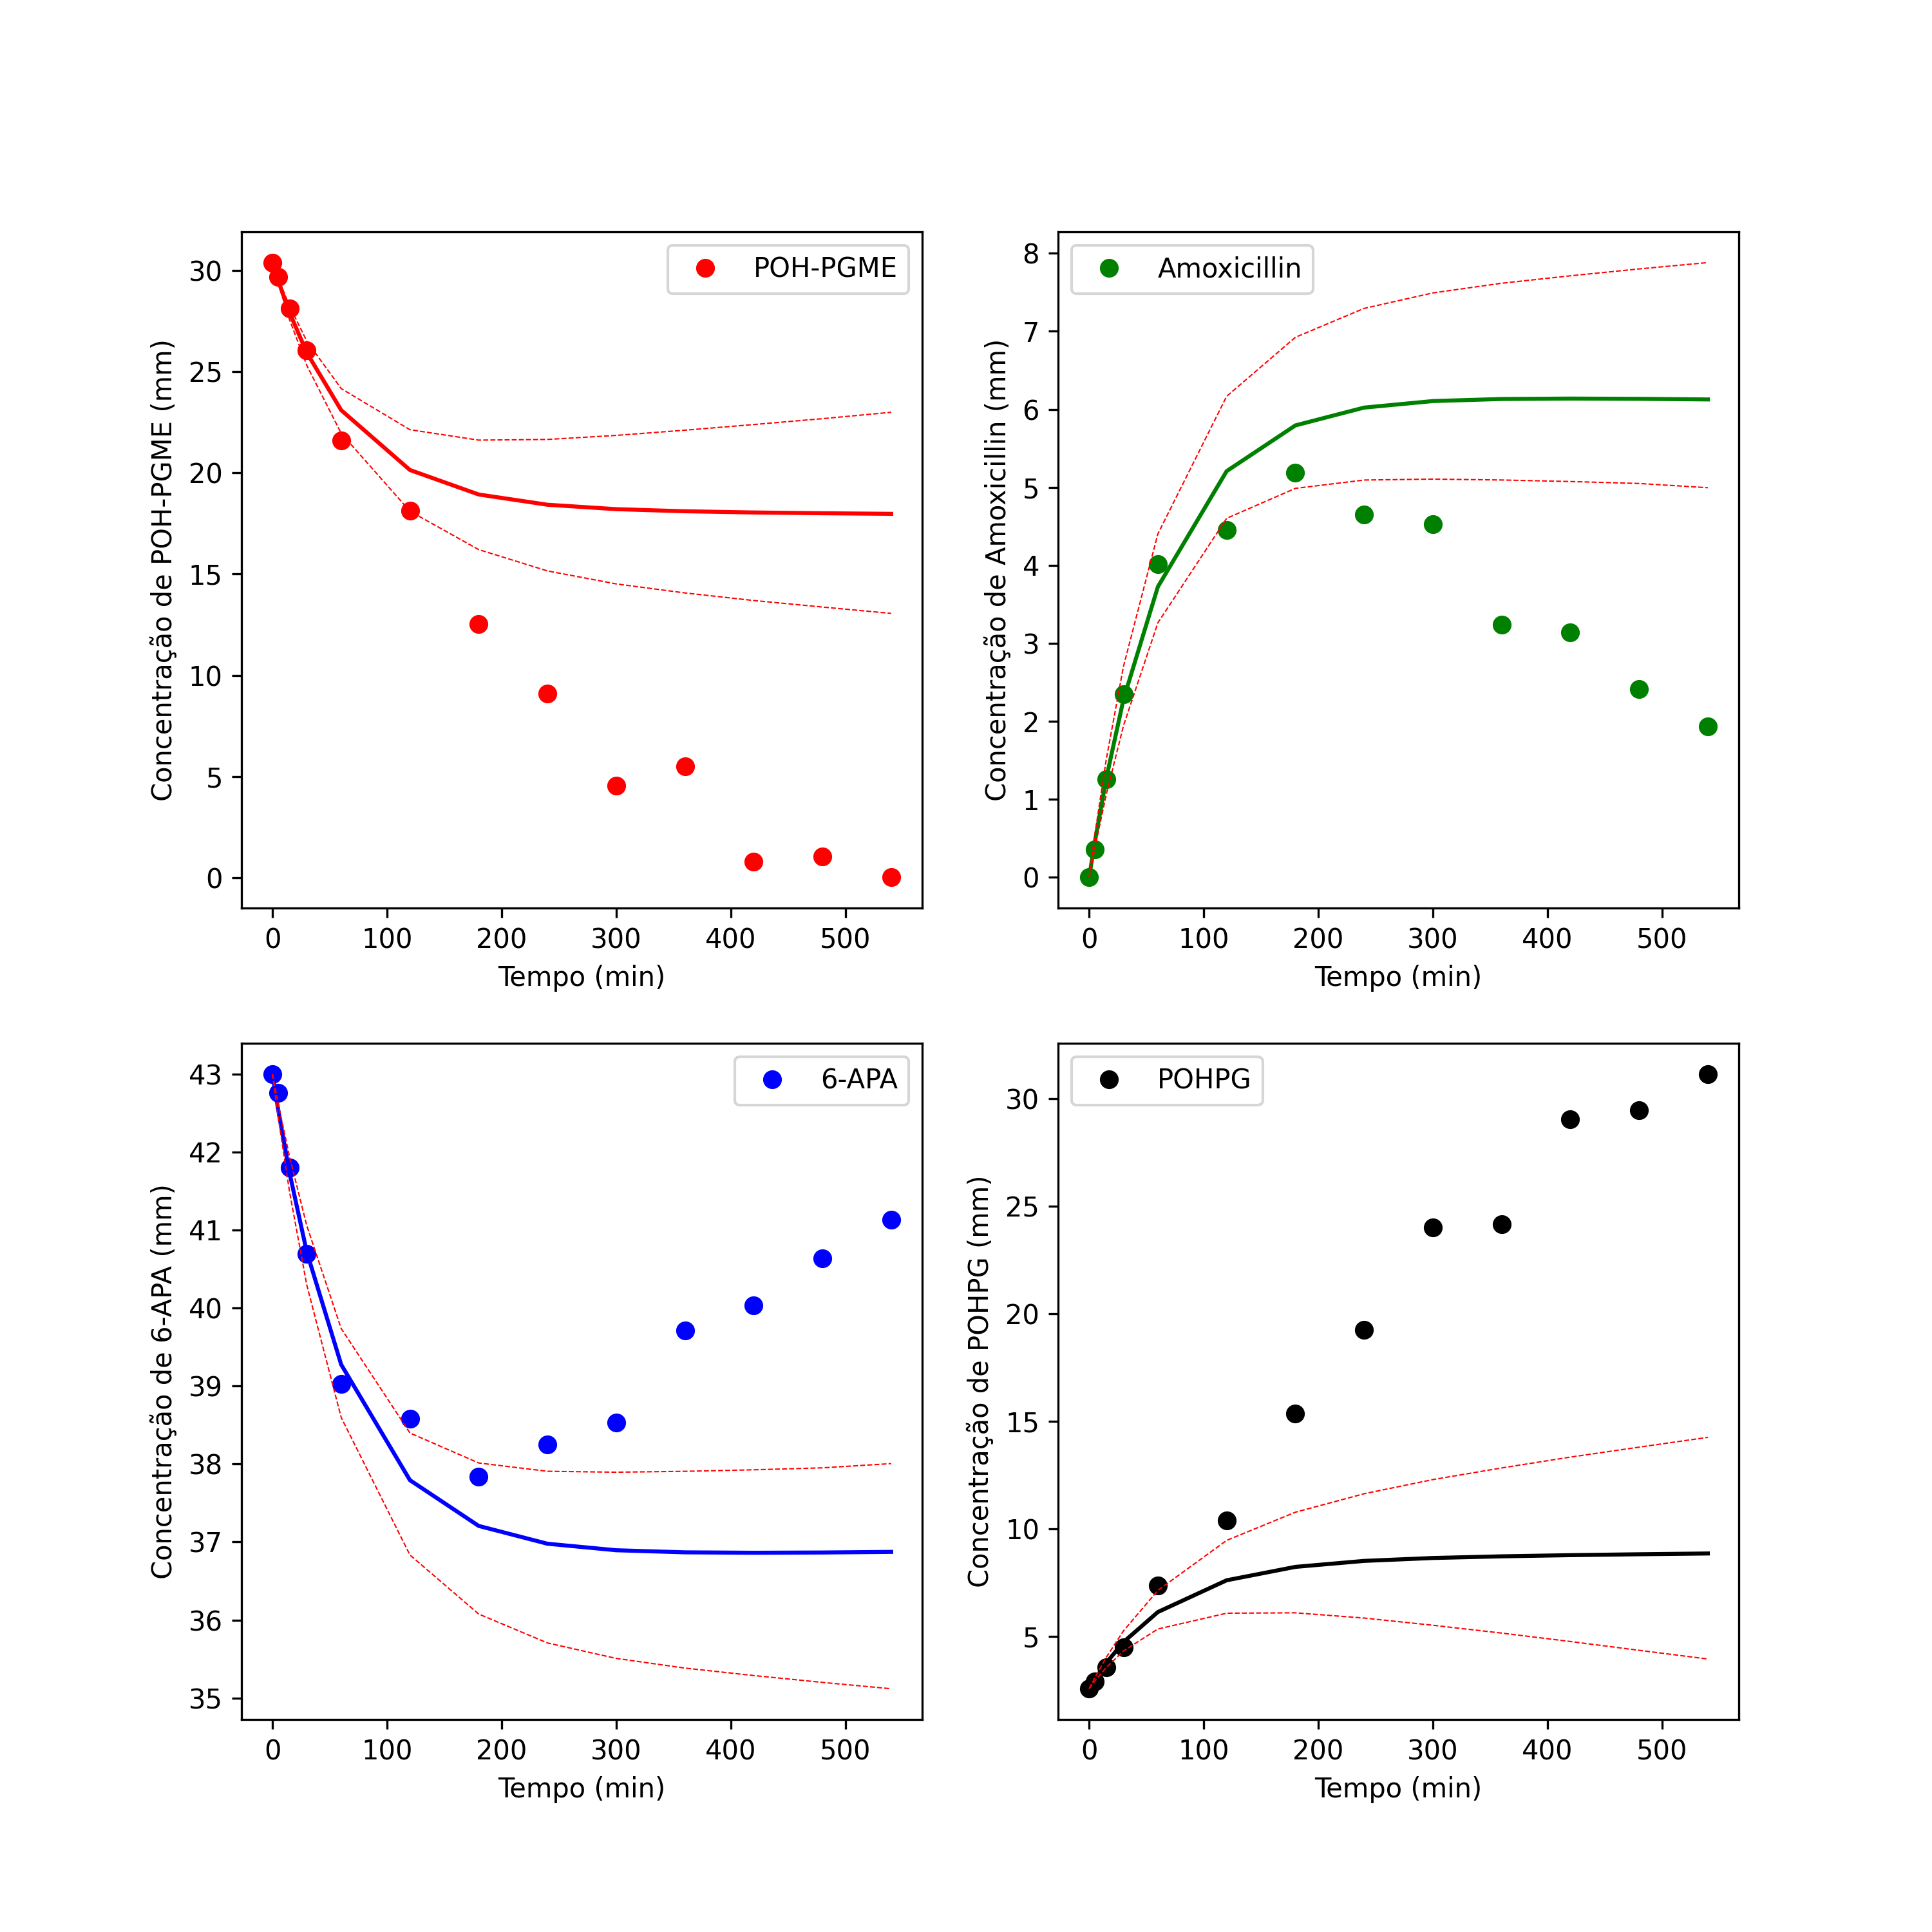 POH-PGME
Concentração de POH-PGME (mm)
30
25
20
15
10
5
0
0 100 200 300 400 500
Tempo (min)
Amoxicillin
Concentração de Amoxicillin (mm)
8
7
6
5
4
3
2
1
0
0 100 200 300 400 500
Tempo (min)
6-APA
Concentração de 6-APA (mm)
43
42
41
40
39
38
37
36
35
0 100 200 300 400 500
Tempo (min)
POHPG
Concentração de POHPG (mm)
30
25
20
15
10
5
0 100 200 300 400 500
Tempo (min)